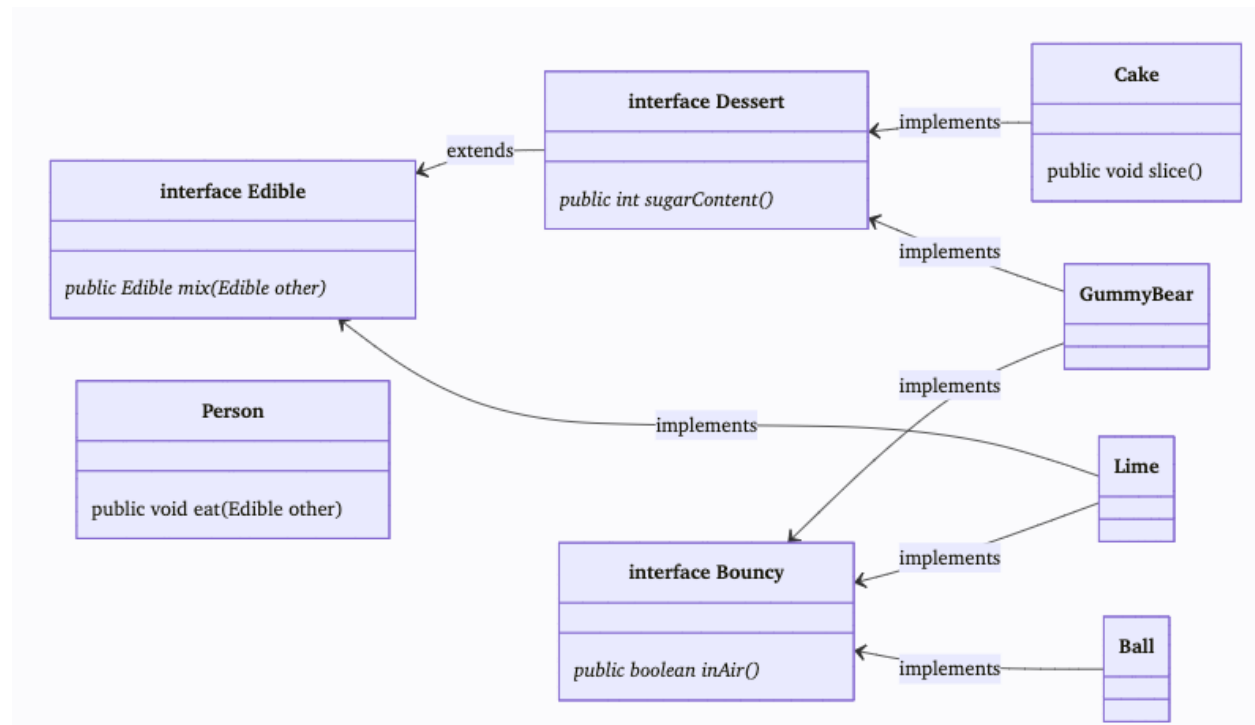 interface Edible
public Edible mix(Edible other)
extends
interface Dessert
public int sugarContent()
implements
Cake
public void slice()
implements
GummyBear
implements
Person
public void eat(Edible other)
implements
Lime
interface Bouncy
public boolean inAir()
implements
implements
Ball